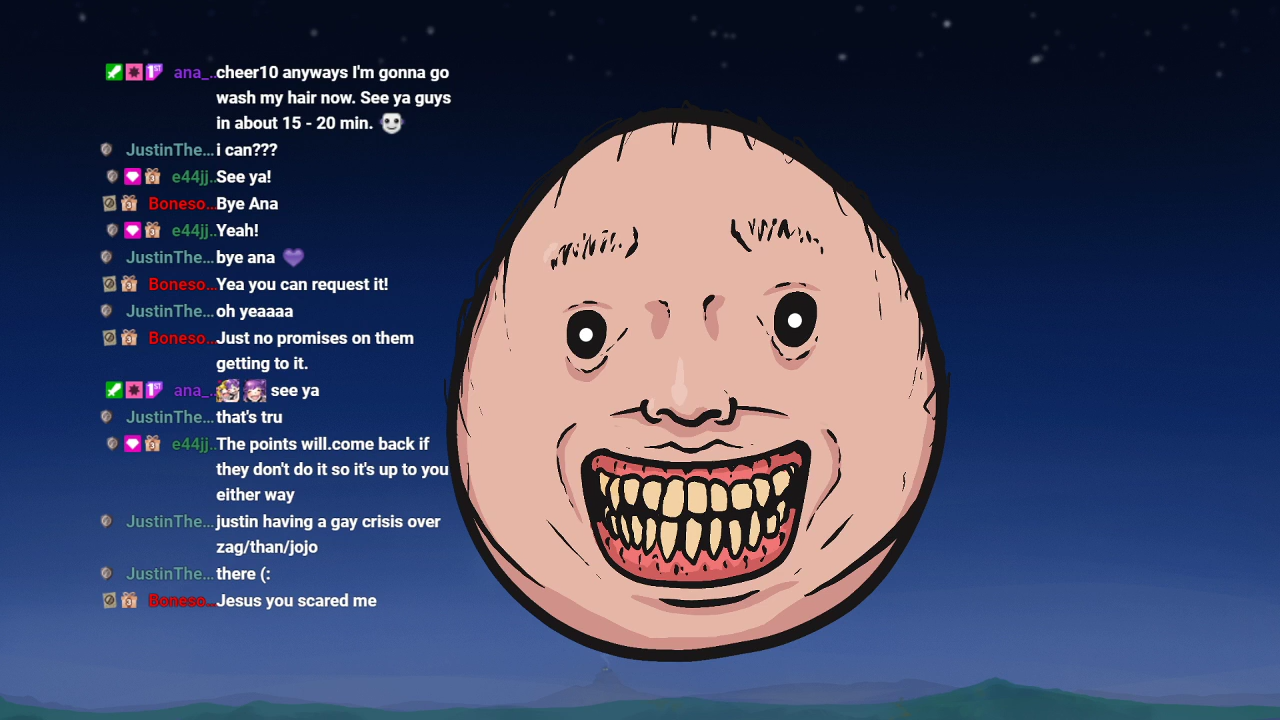 ana_.. cheer10 anyways I'm gonna go
wash my hair now. See ya guys
in about 15 - 20 min.
JustinThe... i can???
e44jj.. See ya!
Boneso... Bye Ana
e44jj.. Yeah!
JustinThe... bye ana
Boneso... Yea you can request it!
JustinThe... oh yeaaaa
Boneso... Just no promises on them
getting to it.
ana_.. see ya
JustinThe... that's tru
e44jj.. The points will.come back if
they don't do it so it's up to you
either way
JustinThe... justin having a gay crisis over
zag/than/jojo
JustinThe... there (:
Boneso... Jesus you scared me